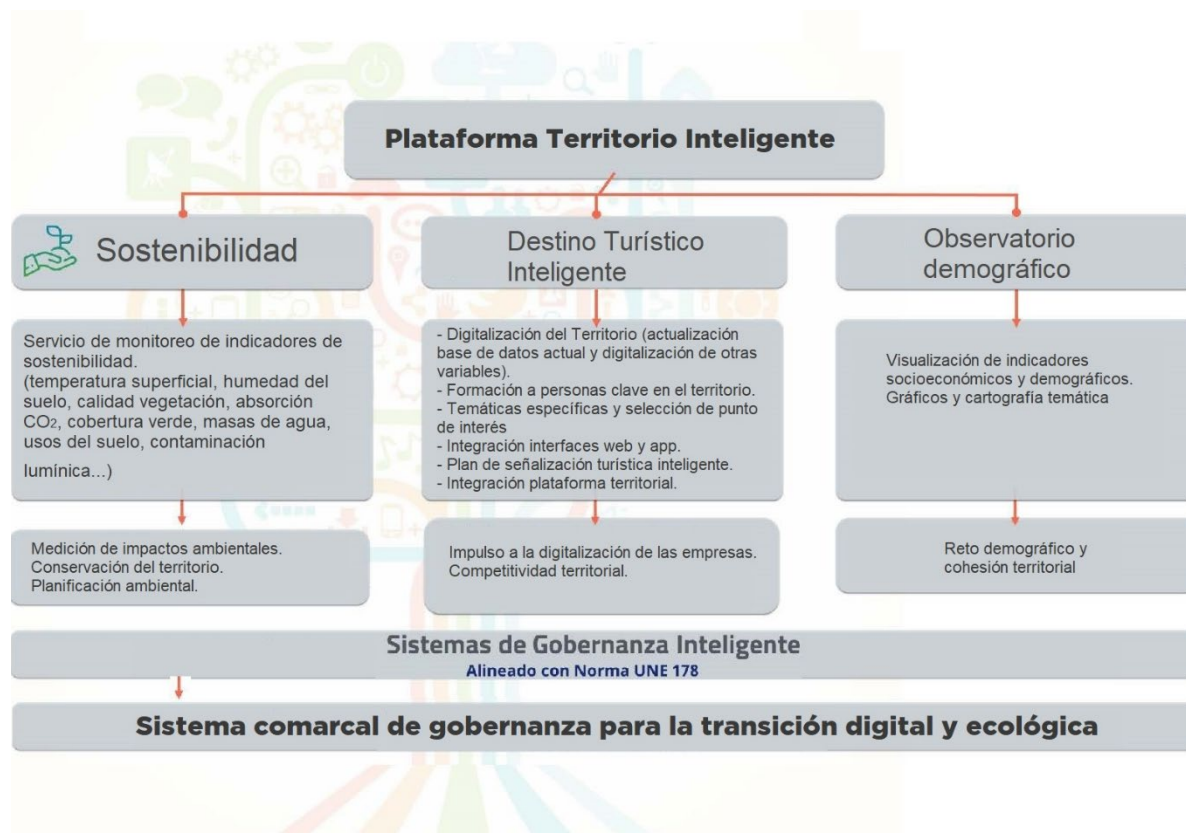 Plataforma Territorio Inteligente
Sostenibilidad
Servicio de monitoreo de indicadores de
sostenibilidad.
(temperatura superficial, humedad del
suelo, calidad vegetación, absorción
CO₂, cobertura verde, masas de agua,
usos del suelo, contaminación
lumínica...)
Medición de impactos ambientales.
Conservación del territorio.
Planificación ambiental.
Destino Turístico
Inteligente
- Digitalización del Territorio (actualización
base de datos actual y digitalización de otras
variables).
- Formación a personas clave en el territorio.
- Temáticas específicas y selección de punto
de interés
- Integración interfaces web y app.
- Plan de señalización turística inteligente.
- Integración plataforma territorial.
Impulso a la digitalización de las empresas.
Competitividad territorial.
Observatorio
demográfico
Visualización de indicadores
socioeconómicos y demográficos.
Gráficos y cartografía temática
Reto demográfico y
cohesión territorial
Sistemas de Gobernanza Inteligente
Alineado con Norma UNE 178
Sistema comarcal de gobernanza para la transición digital y ecológica